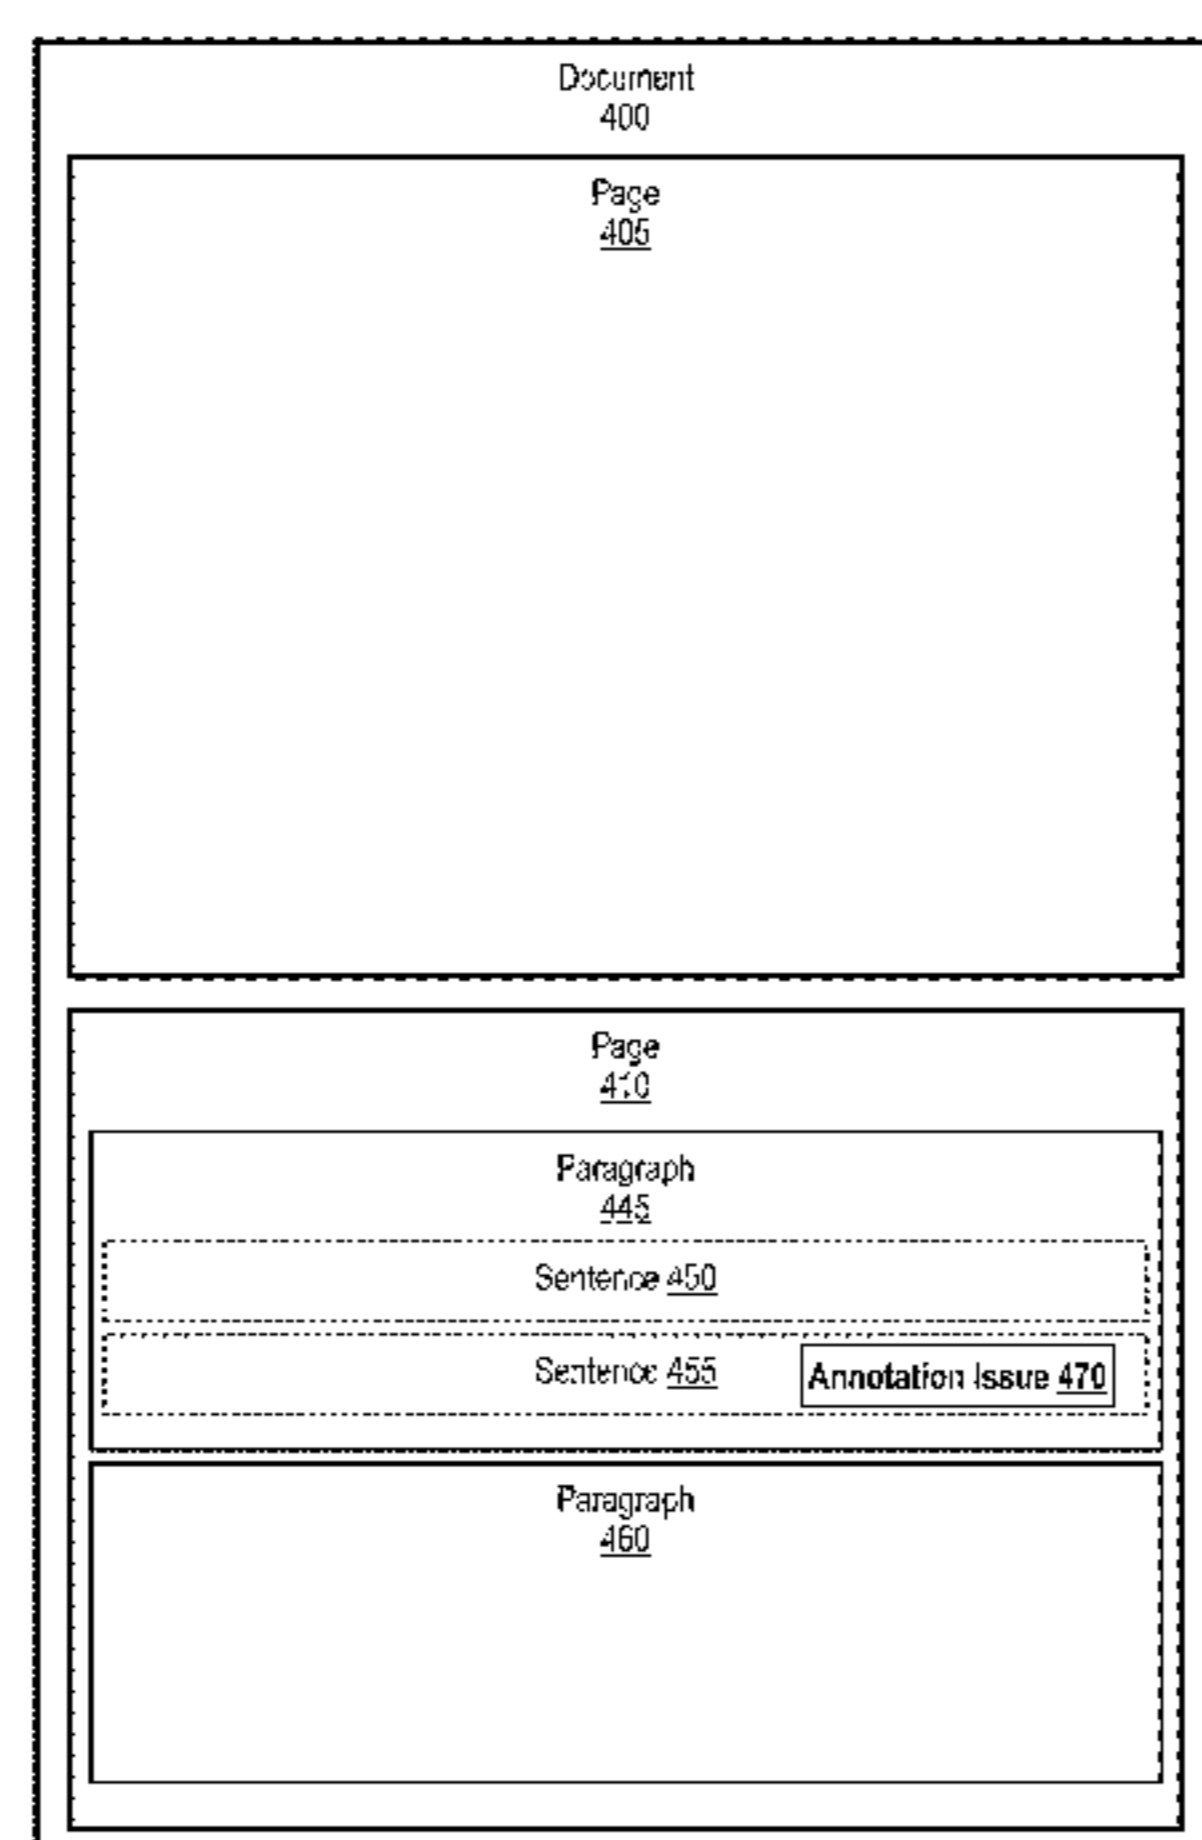 Document
400
Page
405
Page
410
Paragraph
445
Sentence 450
Sentence 455 Annotation Issue 470
Paragraph
460